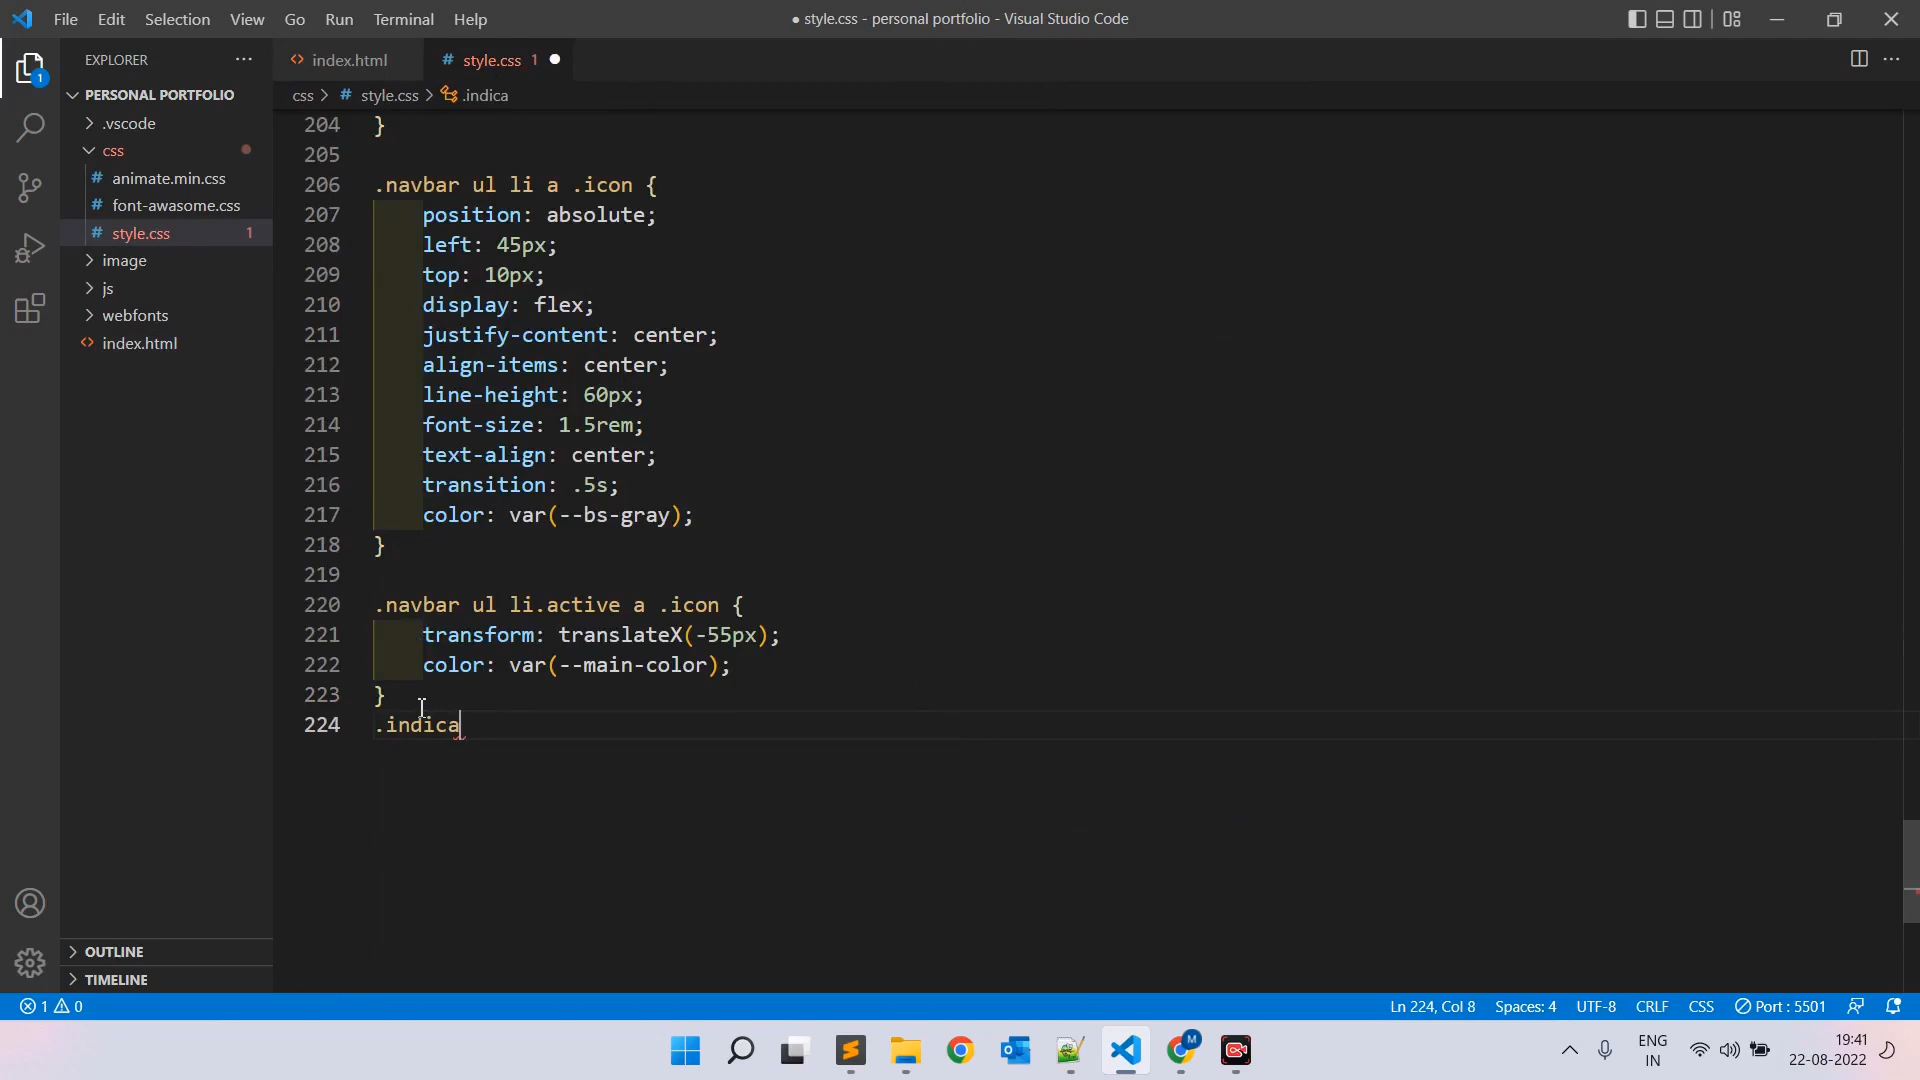 File Edit Selection View Go Run Terminal Help
● style.css - personal portfolio - Visual Studio Code
EXPLORER
index.html
# style.css 1
PERSONAL PORTFOLIO
css > # style.css > .indica
.vscode
css
# animate.min.css
# font-awasome.css
# style.css 1
image
js
webfonts
index.html
204 }
205
206 .navbar ul li a .icon {
207 position: absolute;
208 left: 45px;
209 top: 10px;
210 display: flex;
211 justify-content: center;
212 align-items: center;
213 line-height: 60px;
214 font-size: 1.5rem;
215 text-align: center;
216 transition: .5s;
217 color: var(--bs-gray);
218 }
219
220 .navbar ul li.active a .icon {
221 transform: translateX(-55px);
222 color: var(--main-color);
223 }
224 .indica
1
OUTLINE
TIMELINE
1 0
Ln 224, Col 8 Spaces: 4 UTF-8 CRLF CSS Port : 5501
M
ENG
IN
19:41
22-08-2022